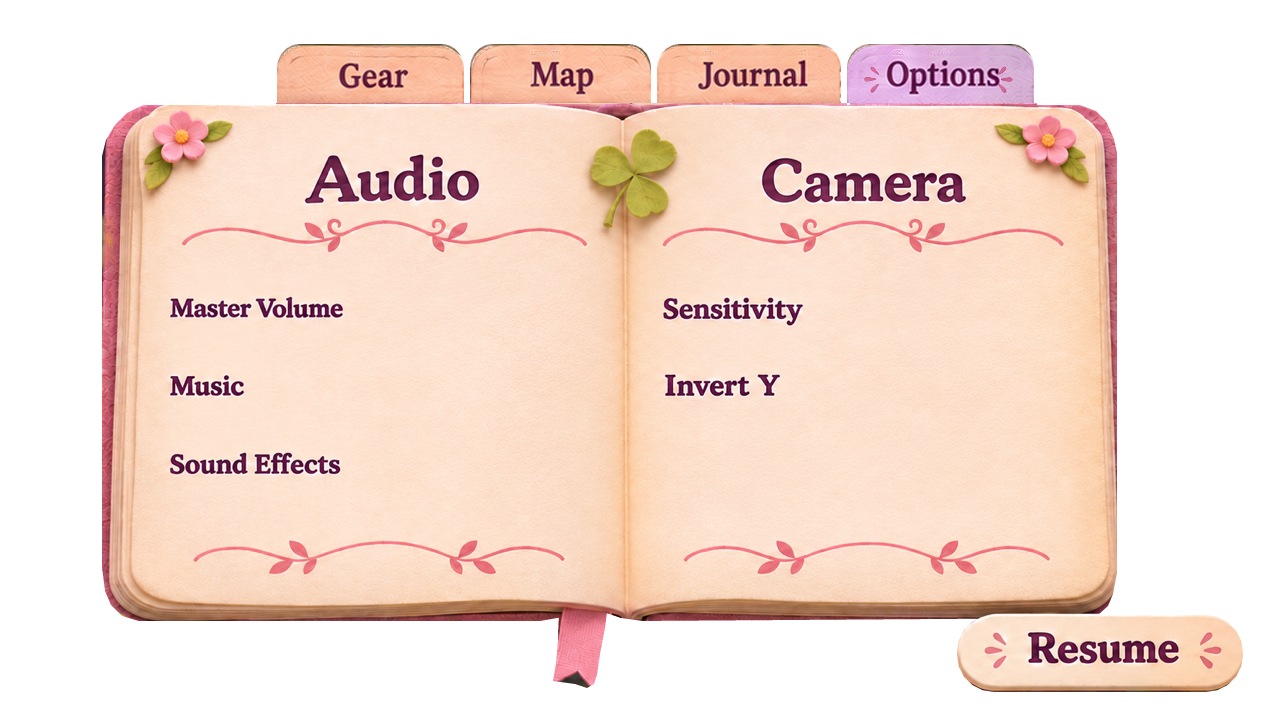 Gear
Map
Journal
Options
Audio
Master Volume
Music
Sound Effects
Camera
Sensitivity
Invert Y
Resume